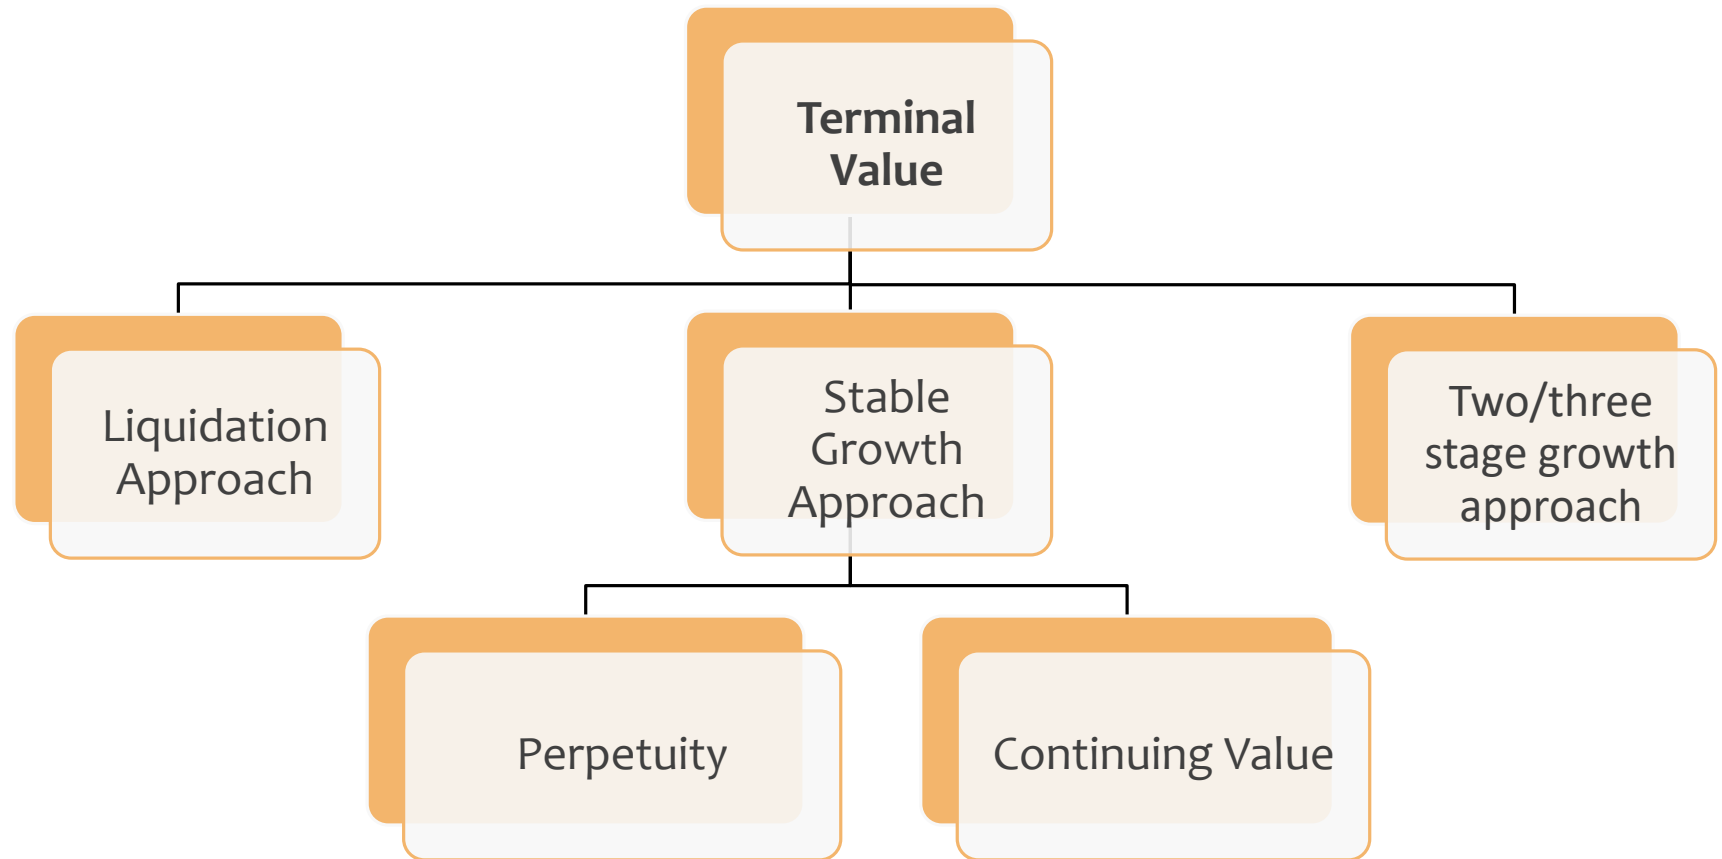 Terminal
Value
Liquidation
Approach
Stable
Growth
Approach
Two/three
stage growth
approach
Perpetuity
Continuing Value